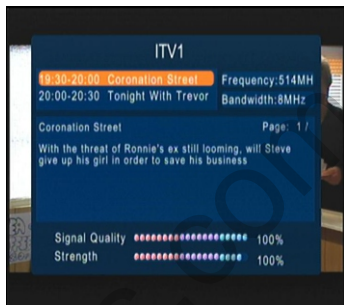 ITV1
19:30-20:00 Coronation Street
Frequency:514MH
20:00-20:30 Tonight With Trevor
Bandwidth:8MHz
Coronation Street
Page: 1/
With the threat of Ronnie's ex still looming, will Steve
give up his girl in order to save his business
Signal Quality 100%
Strength 100%